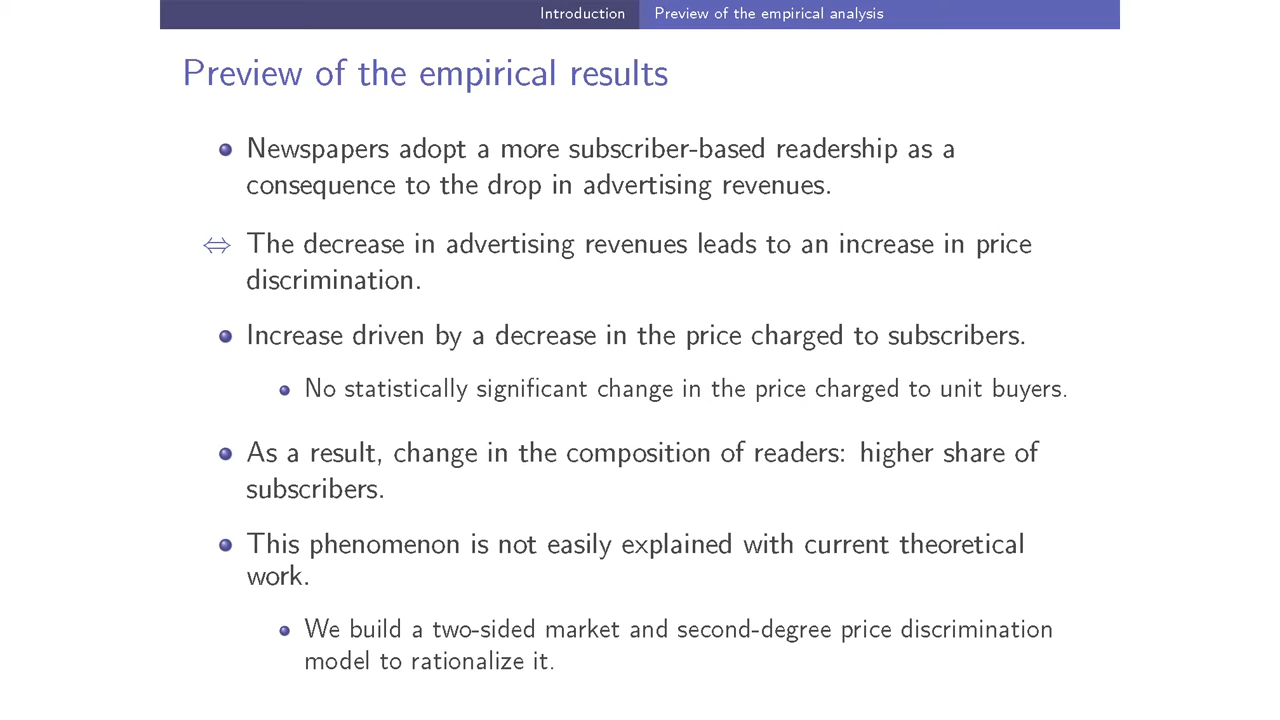 Introduction Preview of the empirical analysis
Preview of the empirical results
Newspapers adopt a more subscriber-based readership as a
consequence to the drop in advertising revenues.
⇔ The decrease in advertising revenues leads to an increase in price
discrimination.
Increase driven by a decrease in the price charged to subscribers.
No statistically significant change in the price charged to unit buyers.
As a result, change in the composition of readers: higher share of
subscribers.
This phenomenon is not easily explained with current theoretical
work.
We build a two-sided market and second-degree price discrimination
model to rationalize it.